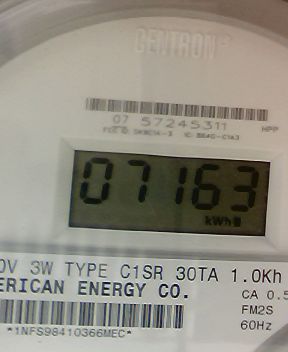 CENTRON
07 57245311
HPP
07163
kWh
0V 3W TYPE C1SR 30TA 1.0Kh
ERICAN ENERGY CO.
CA 0.5
FM2S
60Hz
*1NFS98410366MEC*